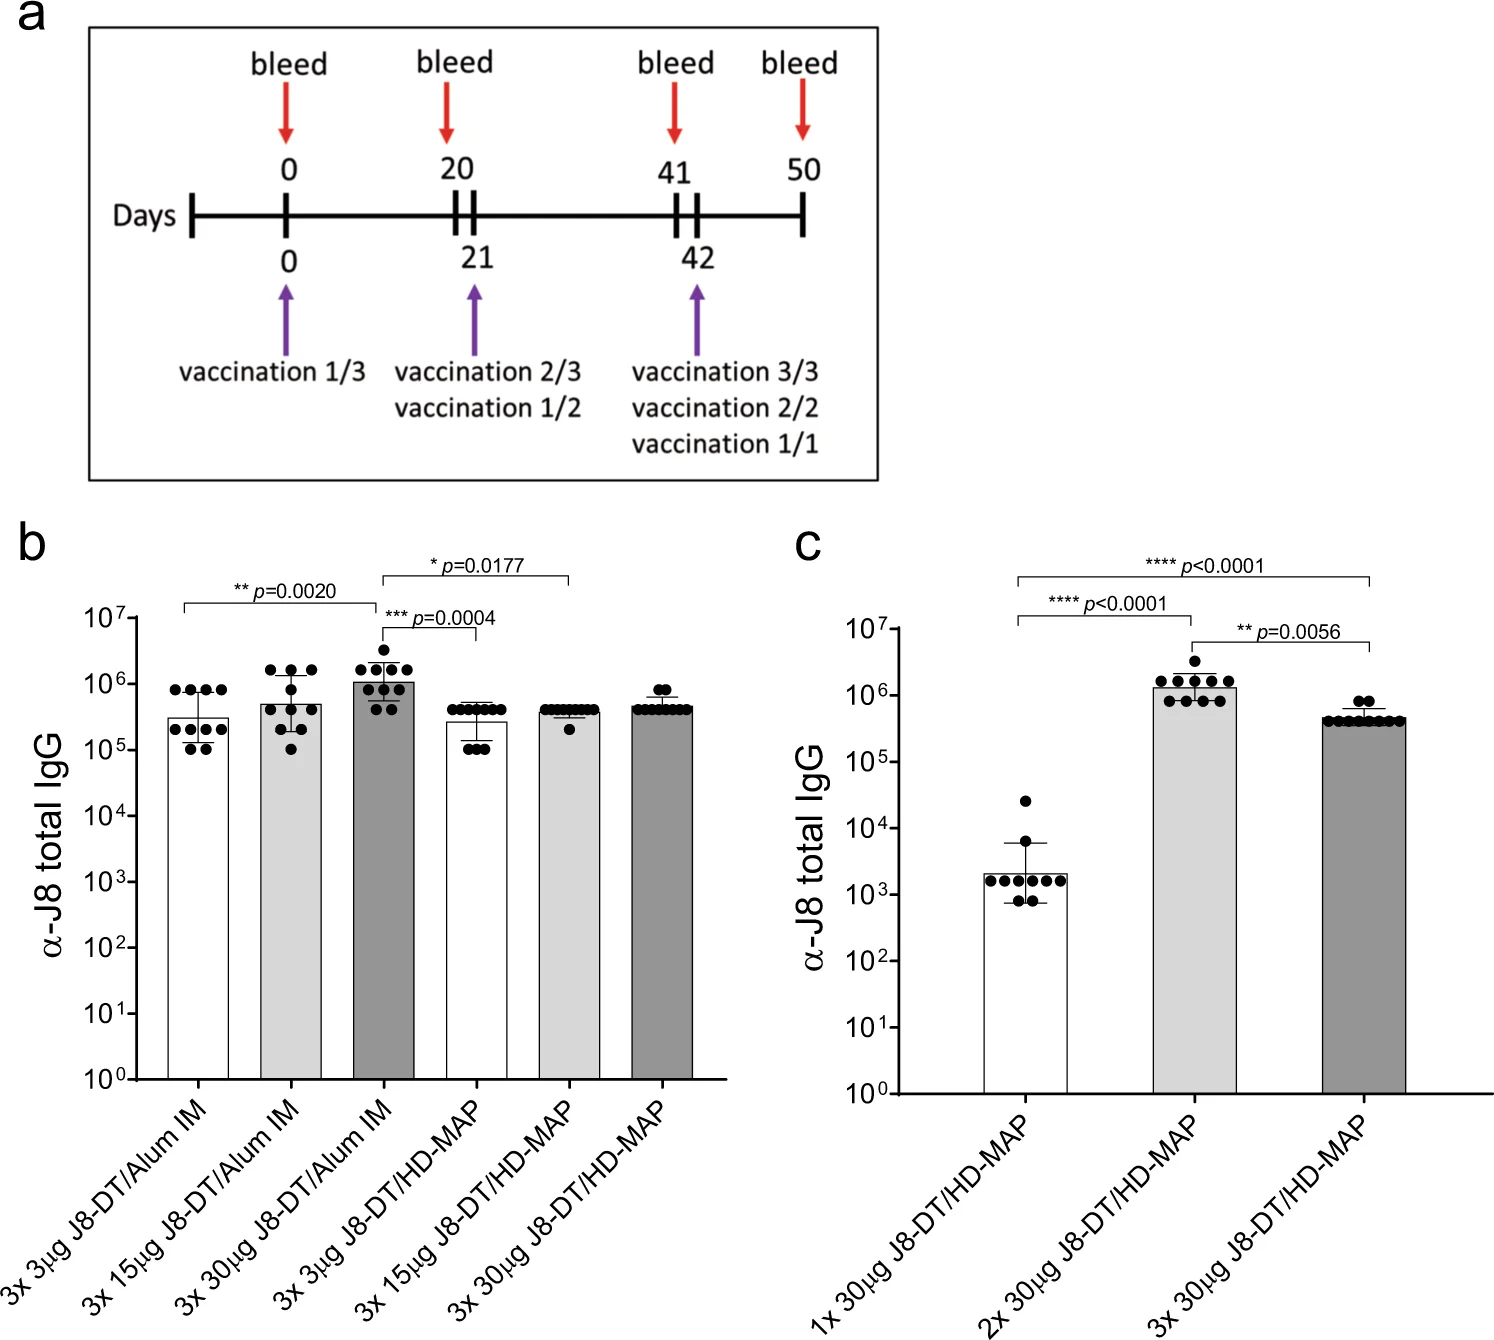 a
bleed bleed bleed bleed
0 20 41 50
Days
0 21 42
vaccination 1/3 vaccination 2/3 vaccination 3/3
vaccination 1/2 vaccination 2/2
vaccination 1/1
b
* p=0.0177
** p=0.0020
*** p=0.0004
10⁷
10⁶
10⁵
10⁴
10³
10²
10¹
10⁰
α-J8 total IgG
3x 3µg J8-DT/Alum IM
3x 15µg J8-DT/Alum IM
3x 30µg J8-DT/Alum IM
3x 3µg J8-DT/HD-MAP
3x 15µg J8-DT/HD-MAP
3x 30µg J8-DT/HD-MAP
c
**** p<0.0001
**** p<0.0001
** p=0.0056
10⁷
10⁶
10⁵
10⁴
10³
10²
10¹
10⁰
α-J8 total IgG
1x 30µg J8-DT/HD-MAP
2x 30µg J8-DT/HD-MAP
3x 30µg J8-DT/HD-MAP